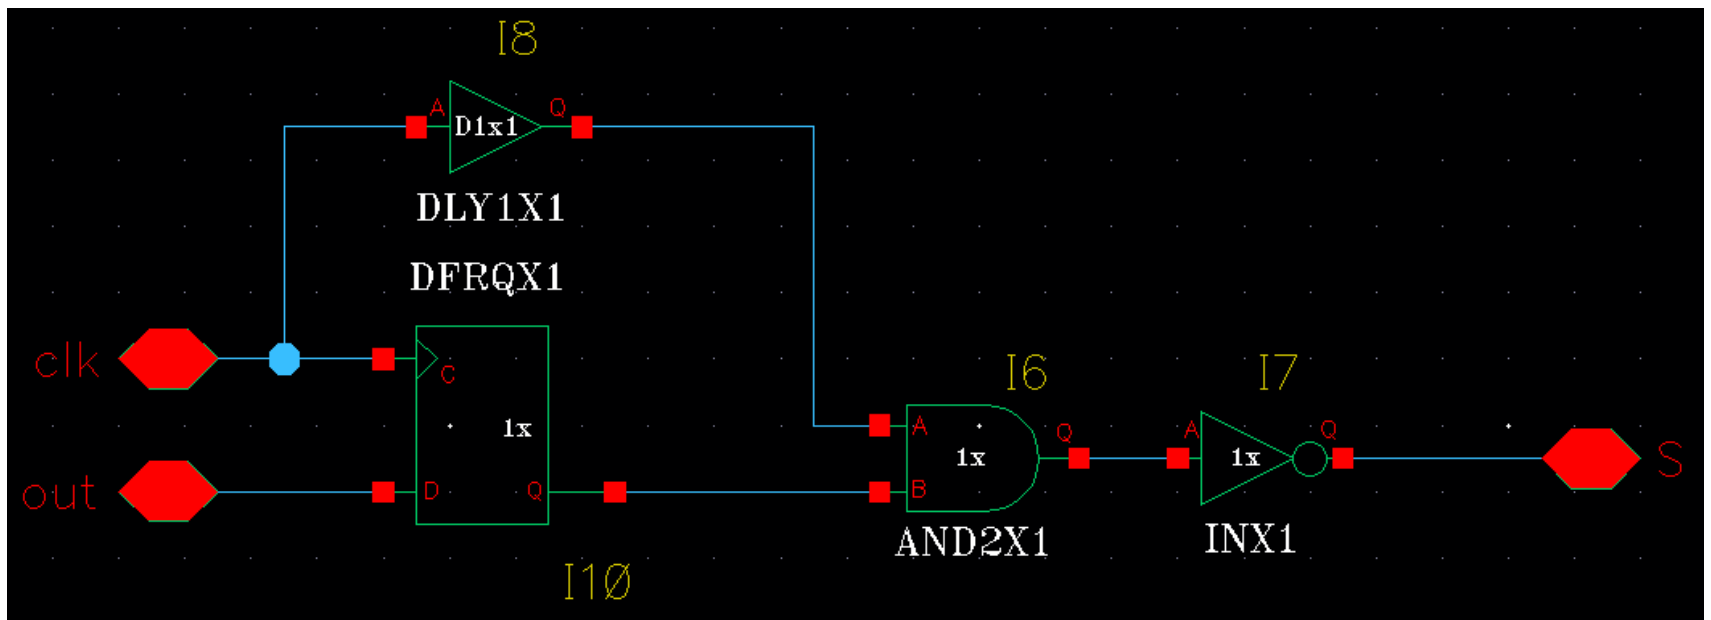 I8
A
Q
D1x1
DLY1X1
DFRQX1
clk
C
1x
out
D
Q
I10
I6
A
1x
Q
B
AND2X1
I7
A
1x
Q
INX1
S